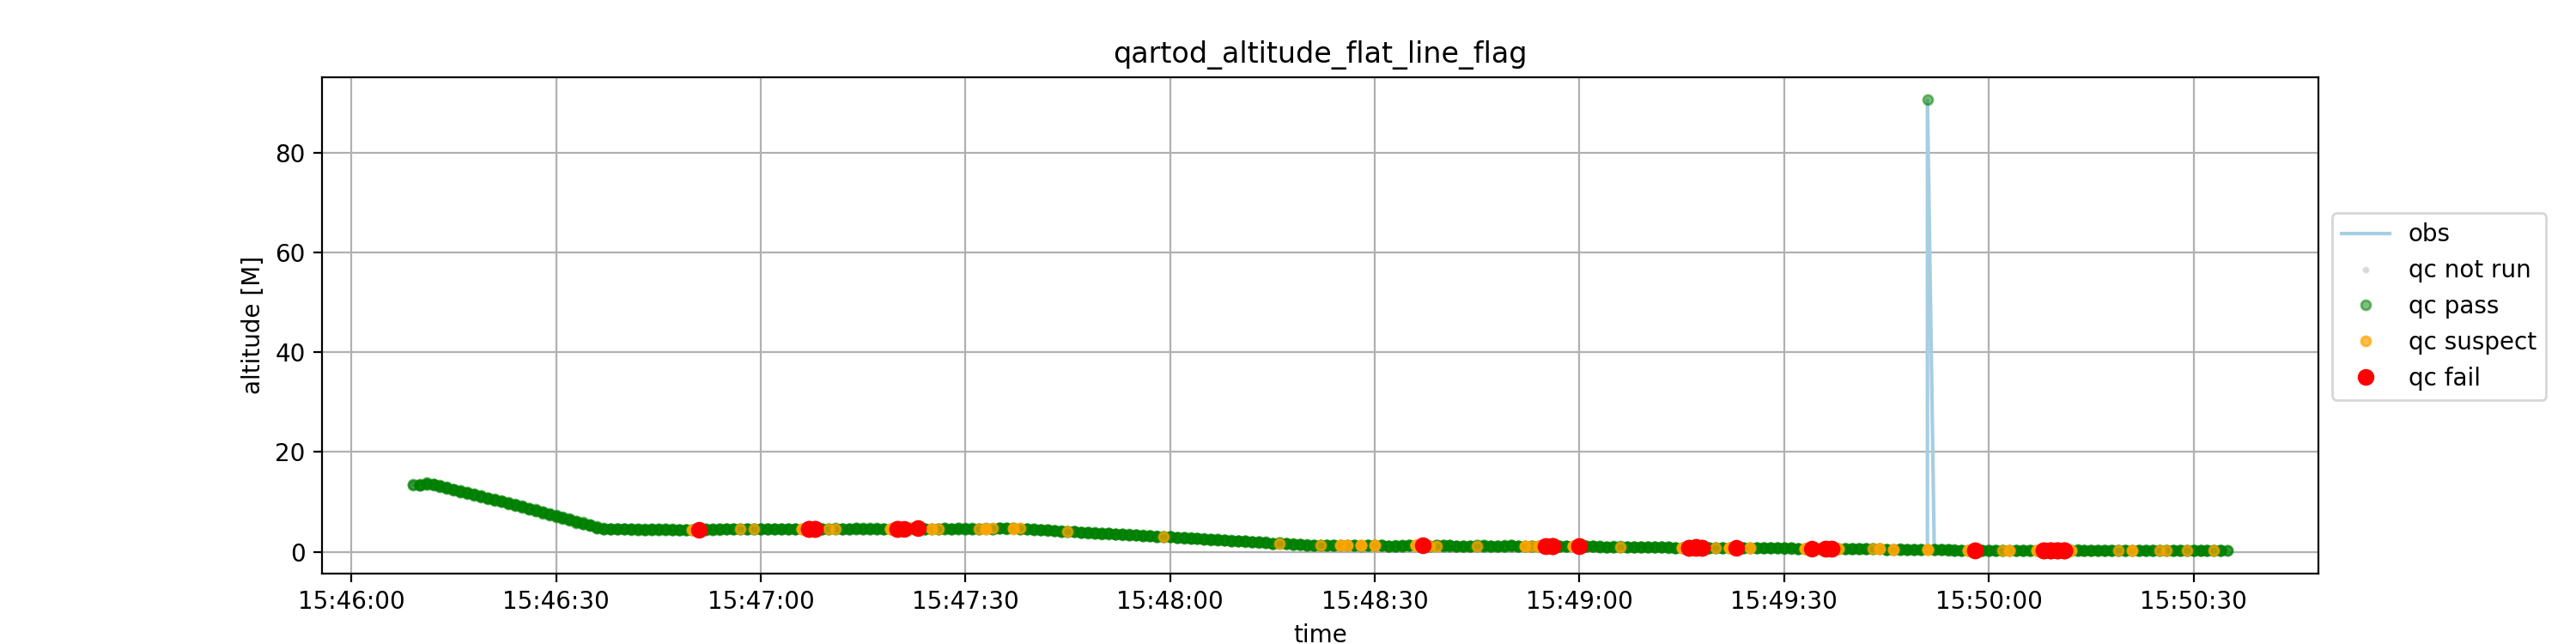 qartod_altitude_flat_line_flag
altitude [M]
80
60
40
20
0
15:46:00 15:46:30 15:47:00 15:47:30 15:48:00 15:48:30 15:49:00 15:49:30 15:50:00 15:50:30
time
obs
qc not run
qc pass
qc suspect
qc fail